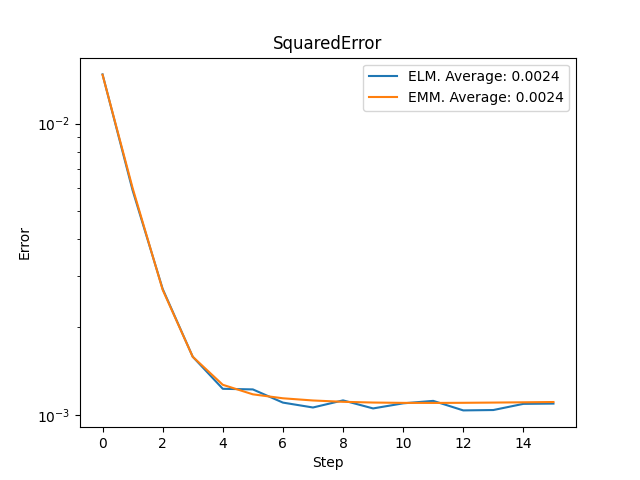 SquaredError
ELM. Average: 0.0024
EMM. Average: 0.0024
10⁻²
10⁻³
Error
0 2 4 6 8 10 12 14
Step